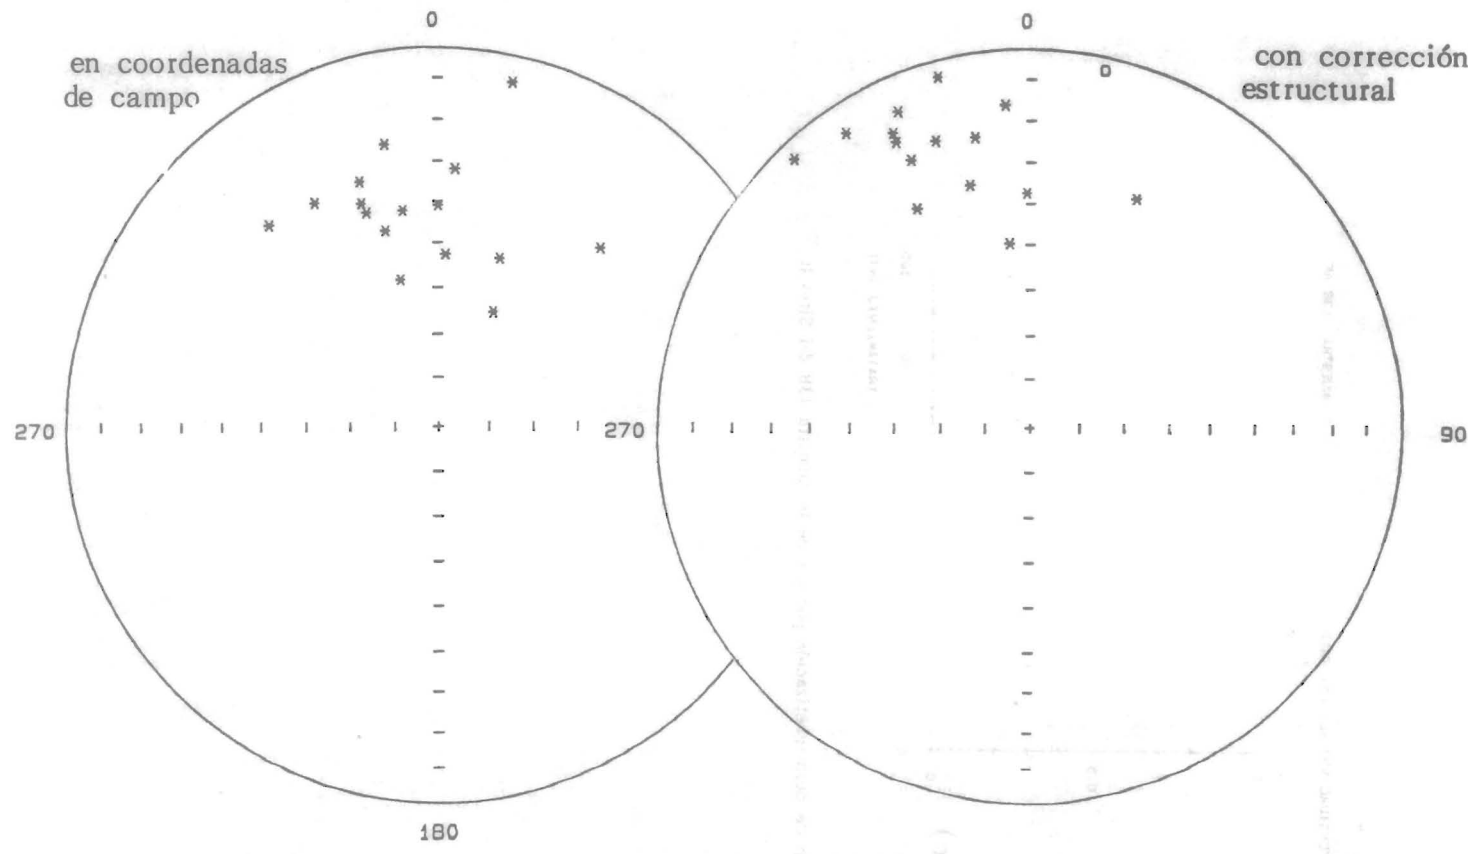 0
en coordenadas
de campo
270
180
0
con corrección
estructural
270
90